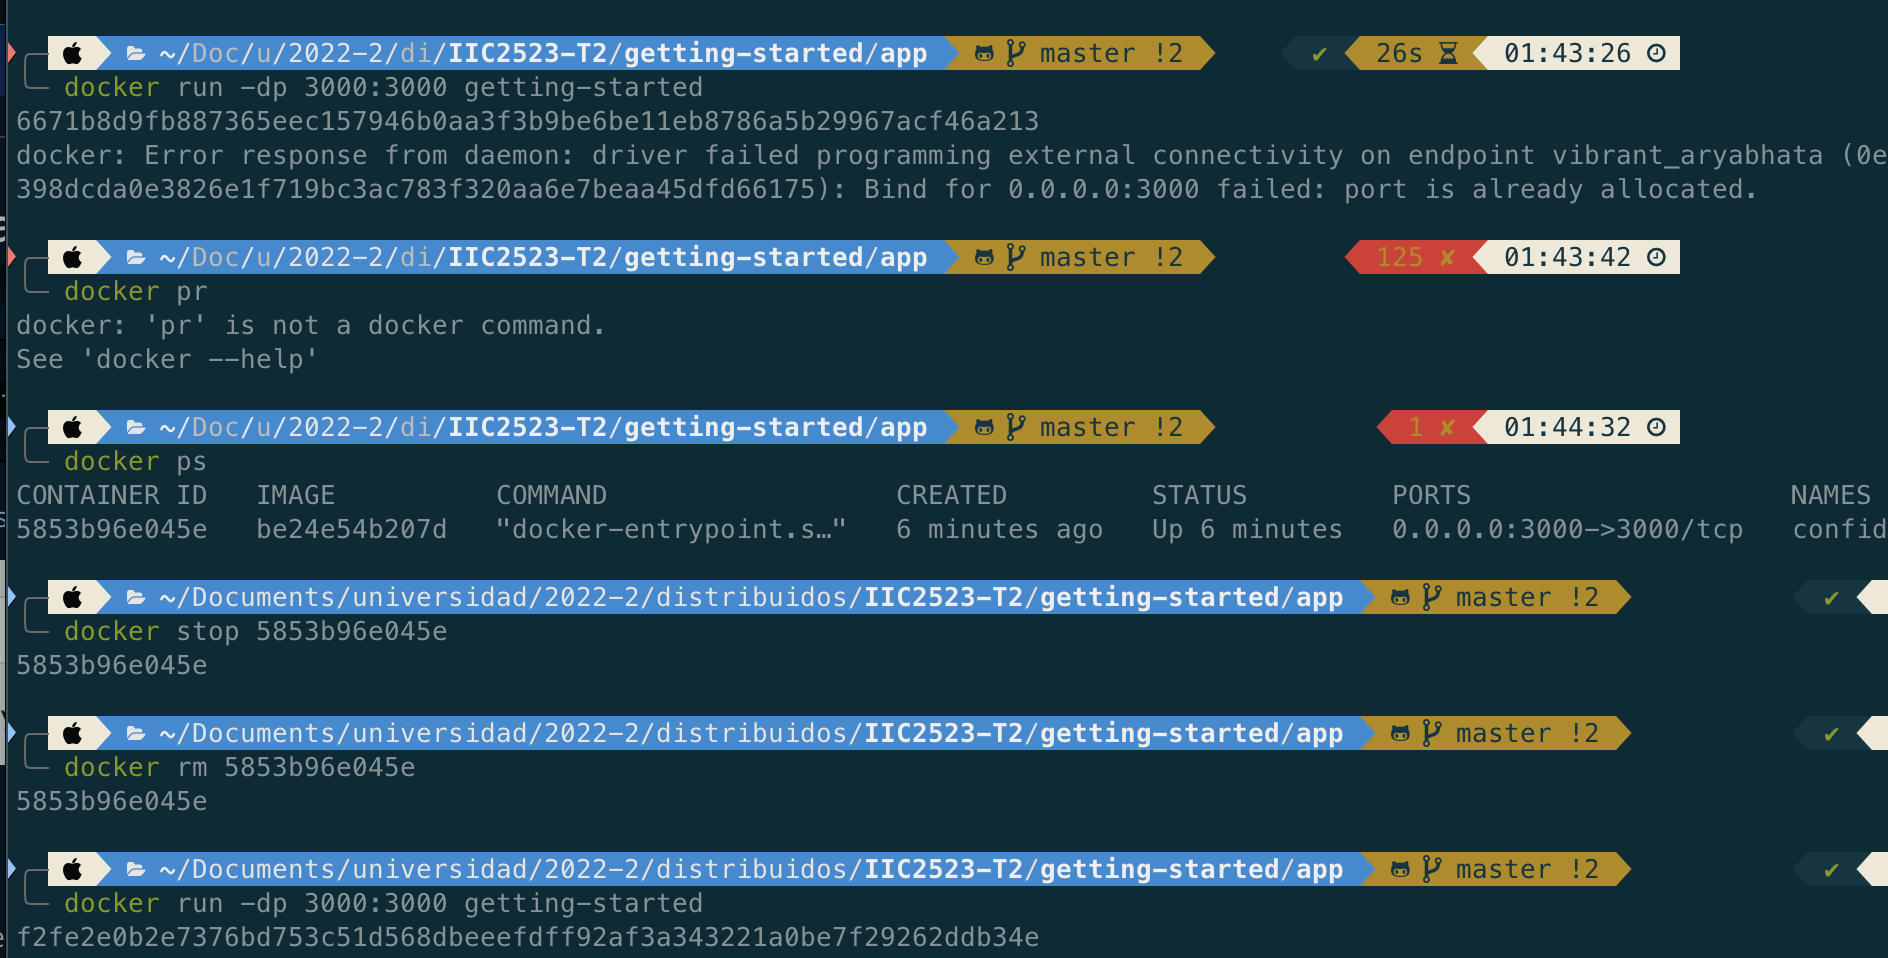 ~/Doc/u/2022-2/di/IIC2523-T2/getting-started/app master !2 ✔ 26s 01:43:26
docker run -dp 3000:3000 getting-started
6671b8d9fb887365eec157946b0aa3f3b9be6be11eb8786a5b29967acf46a213
docker: Error response from daemon: driver failed programming external connectivity on endpoint vibrant_aryabhata (0e
398dcda0e3826e1f719bc3ac783f320aa6e7beaa45dfd66175): Bind for 0.0.0.0:3000 failed: port is already allocated.
~/Doc/u/2022-2/di/IIC2523-T2/getting-started/app master !2 125 ✘ 01:43:42
docker pr
docker: 'pr' is not a docker command.
See 'docker --help'
~/Doc/u/2022-2/di/IIC2523-T2/getting-started/app master !2 1 ✘ 01:44:32
docker ps
CONTAINER ID IMAGE COMMAND CREATED STATUS PORTS NAMES
5853b96e045e be24e54b207d "docker-entrypoint.s…" 6 minutes ago Up 6 minutes 0.0.0.0:3000->3000/tcp confid
~/Documents/universidad/2022-2/distribuidos/IIC2523-T2/getting-started/app master !2 ✔
docker stop 5853b96e045e
5853b96e045e
~/Documents/universidad/2022-2/distribuidos/IIC2523-T2/getting-started/app master !2 ✔
docker rm 5853b96e045e
5853b96e045e
~/Documents/universidad/2022-2/distribuidos/IIC2523-T2/getting-started/app master !2 ✔
docker run -dp 3000:3000 getting-started
f2fe2e0b2e7376bd753c51d568dbeeefdff92af3a343221a0be7f29262ddb34e